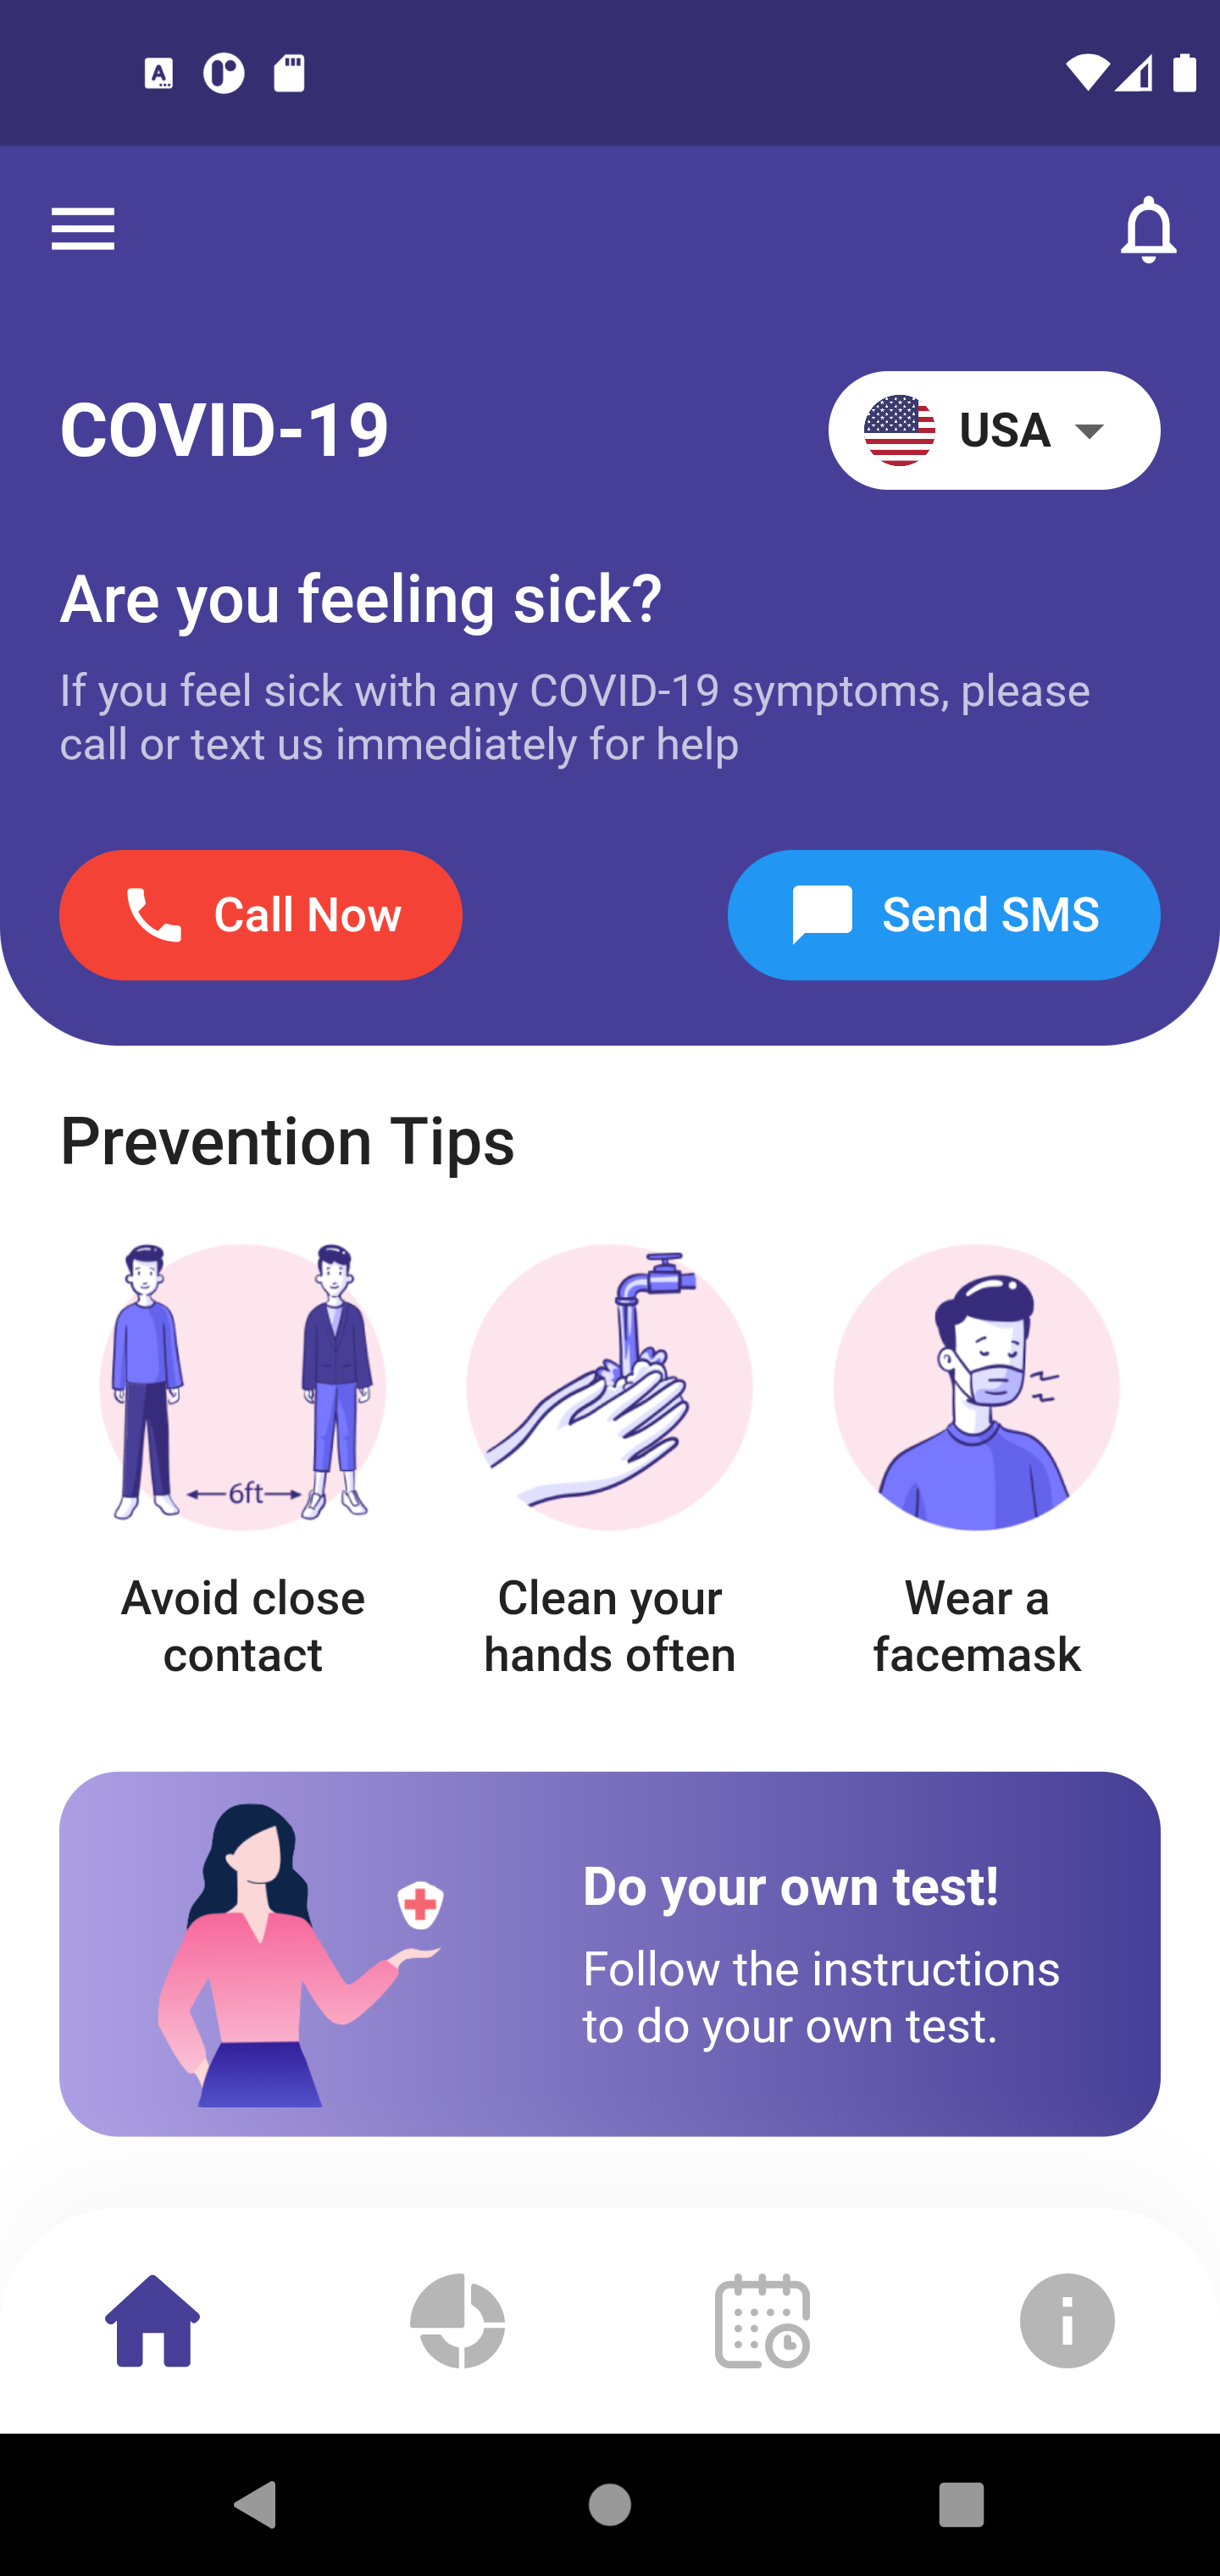 COVID-19
USA
Are you feeling sick?
If you feel sick with any COVID-19 symptoms, please
call or text us immediately for help
Call Now
Send SMS
Prevention Tips
6ft
Avoid close
contact
Clean your
hands often
Wear a
facemask
Do your own test!
Follow the instructions
to do your own test.